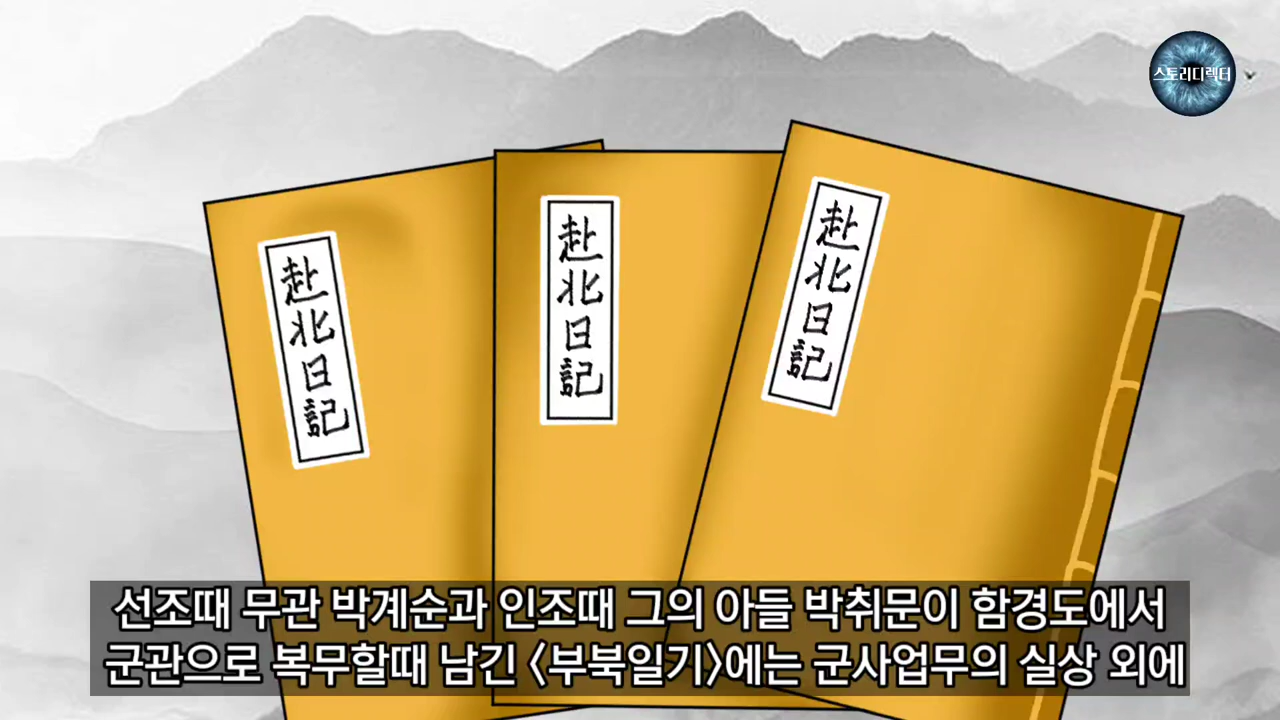 스토리디렉터
赴北日記
赴北日記
赴北日記
선조때 무관 박계순과 인조때 그의 아들 박취문이 함경도에서
군관으로 복무할때 남긴 〈부북일기〉에는 군사업무의 실상 외에